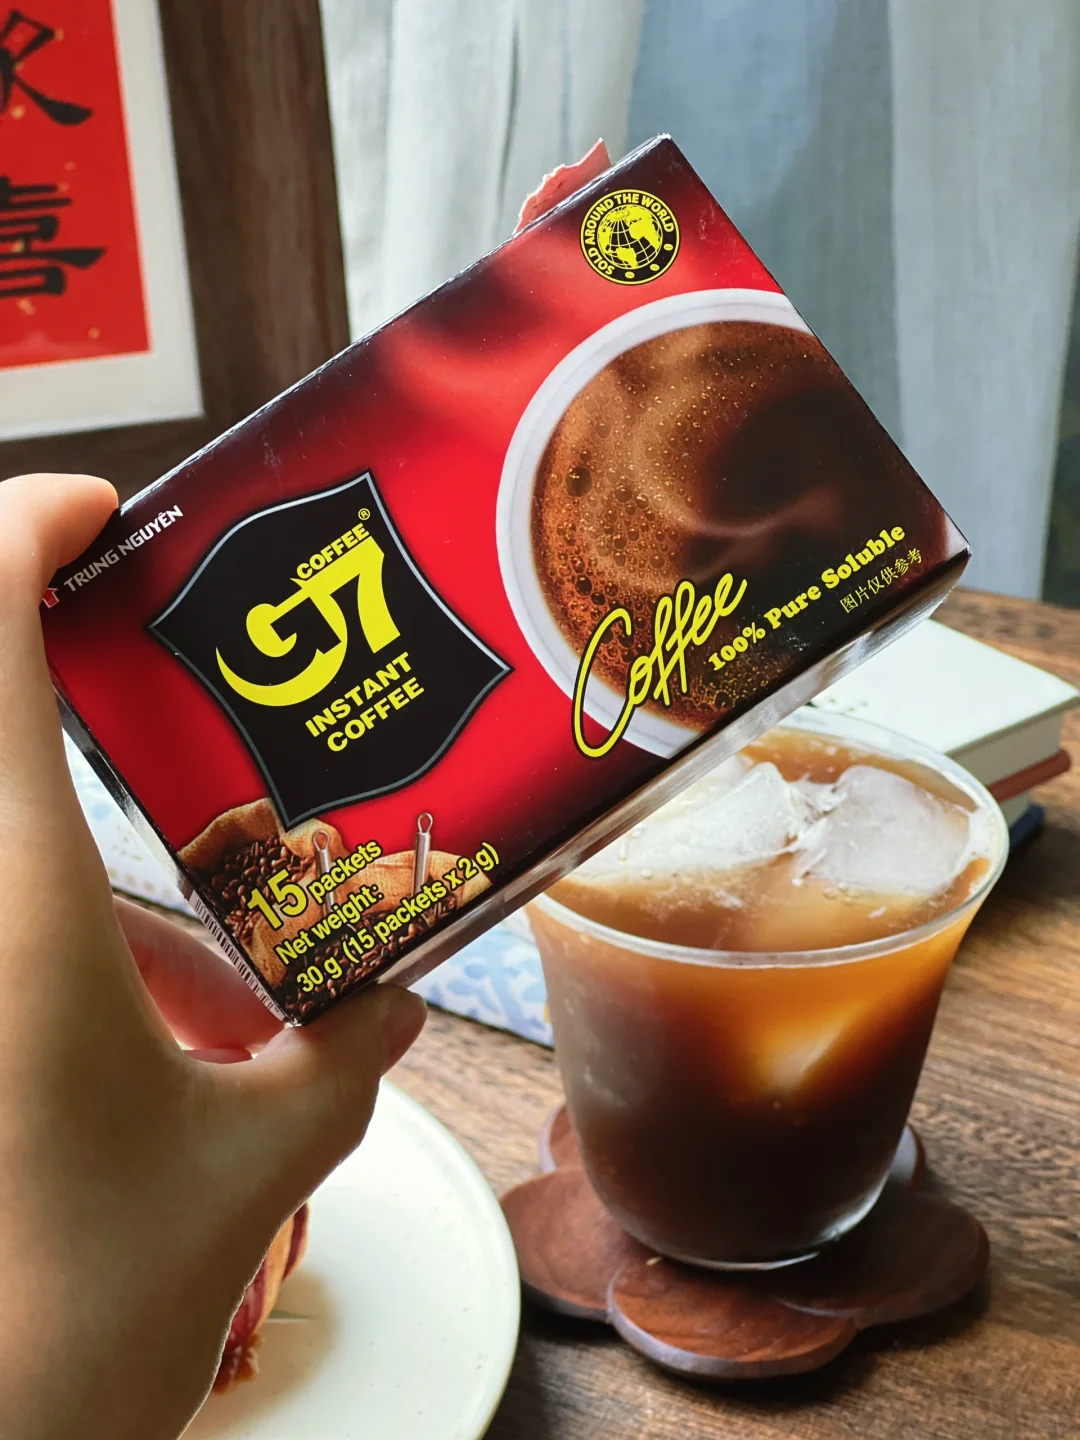 喜
SOLD AROUND THE WORLD
TRUNG NGUYÊN
COFFEE®
G7
INSTANT
COFFEE
Coffee
100% Pure Soluble
图片仅供参考
15 packets
Net weight:
30 g (15 packets x 2 g)